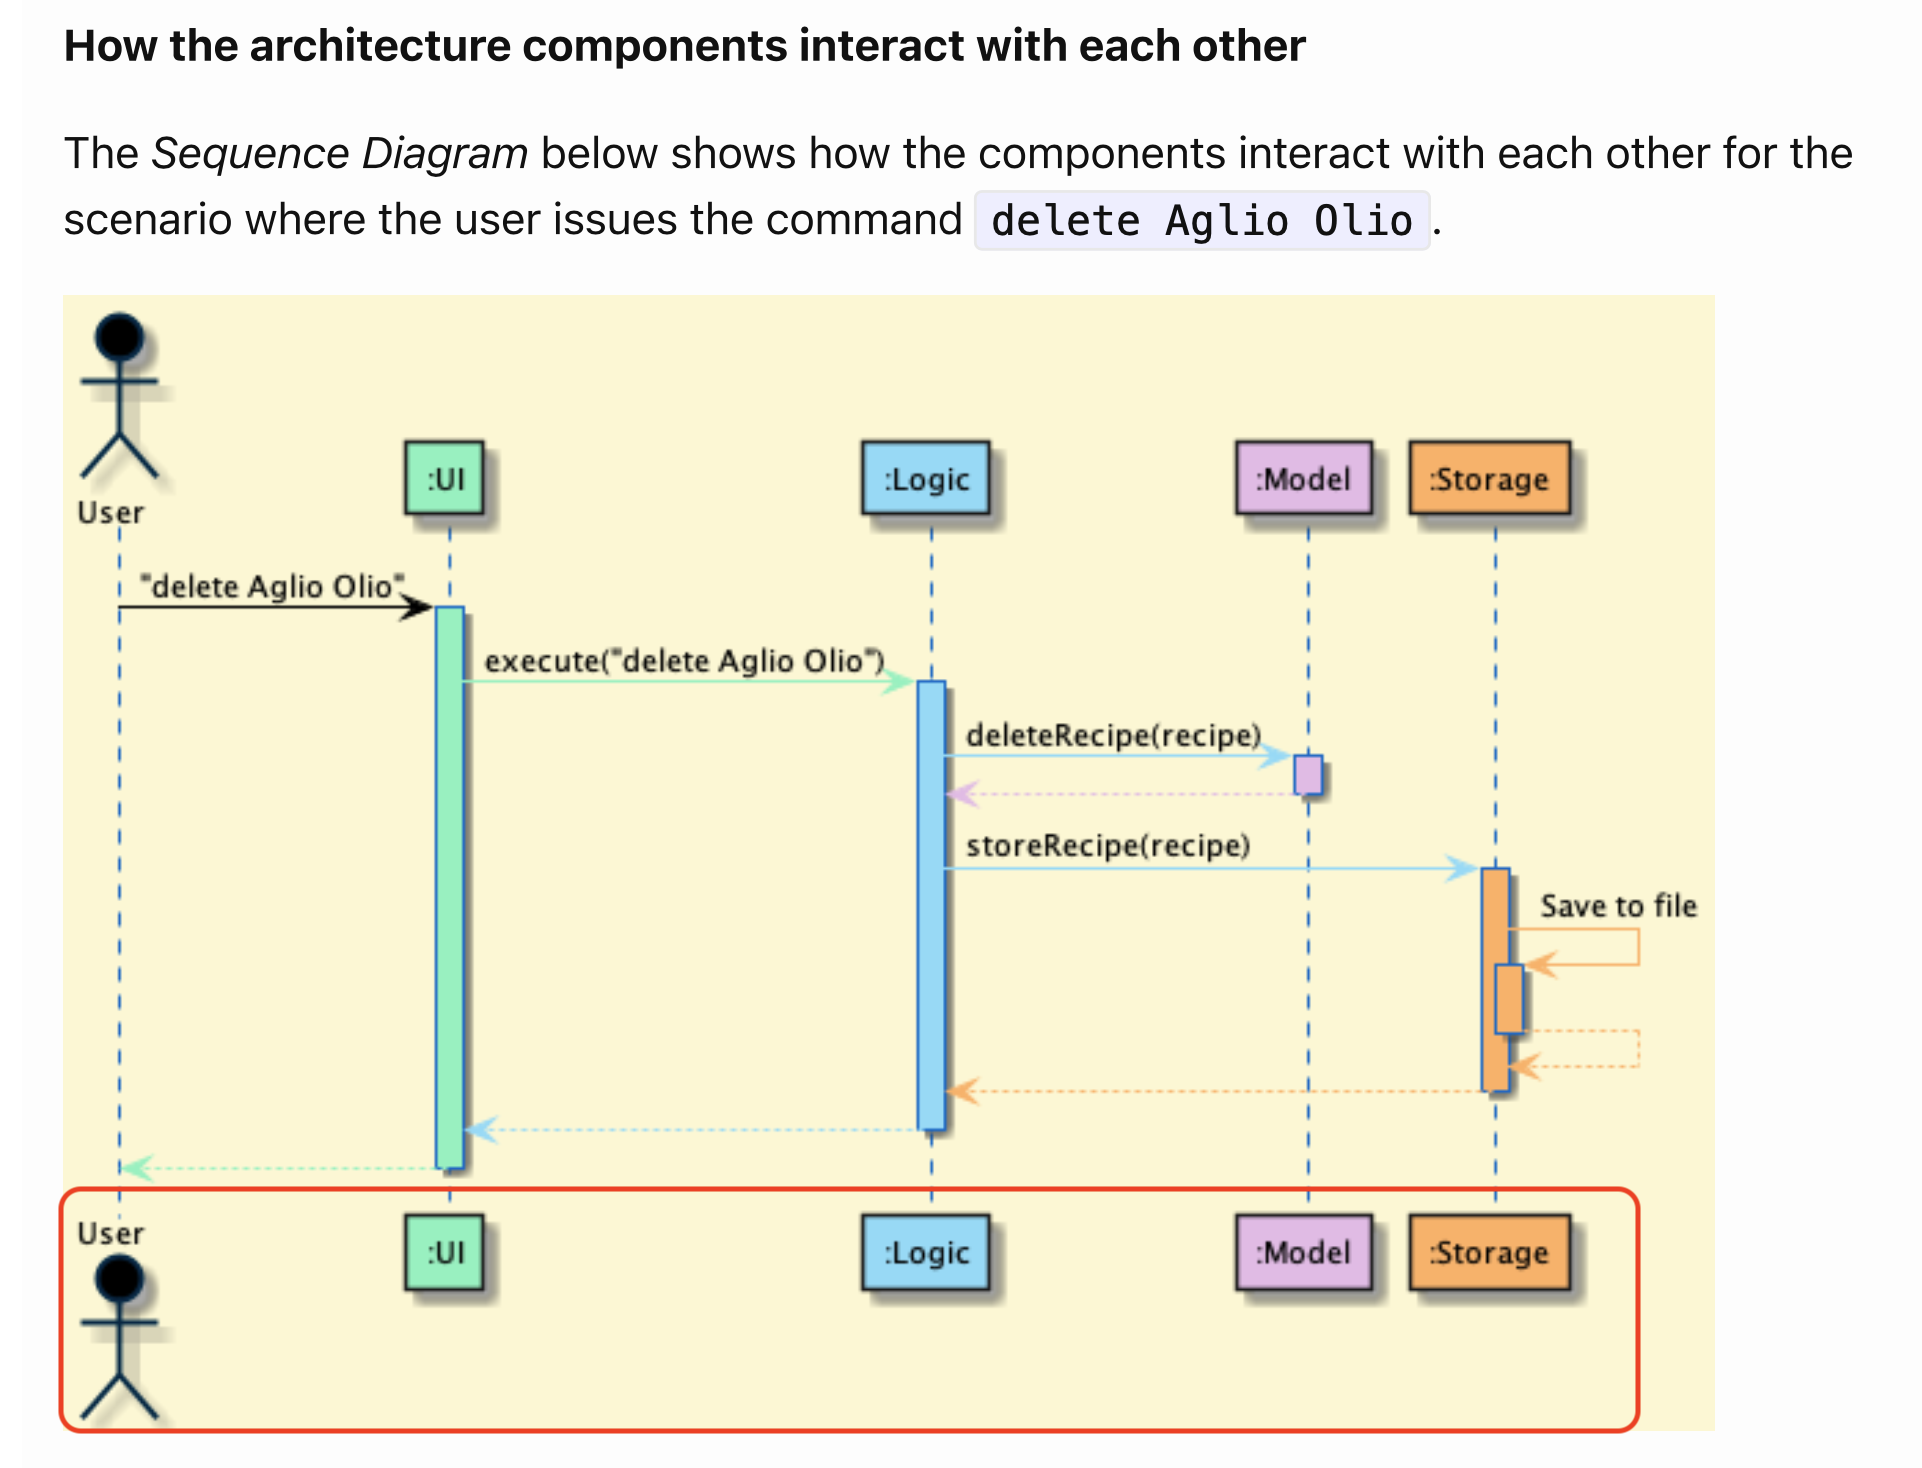 How the architecture components interact with each other
The Sequence Diagram below shows how the components interact with each other for the
scenario where the user issues the command delete Aglio Olio .
User
:UI
:Logic
:Model
:Storage
"delete Aglio Olio"
execute("delete Aglio Olio")
deleteRecipe(recipe)
storeRecipe(recipe)
Save to file
User
:UI
:Logic
:Model
:Storage